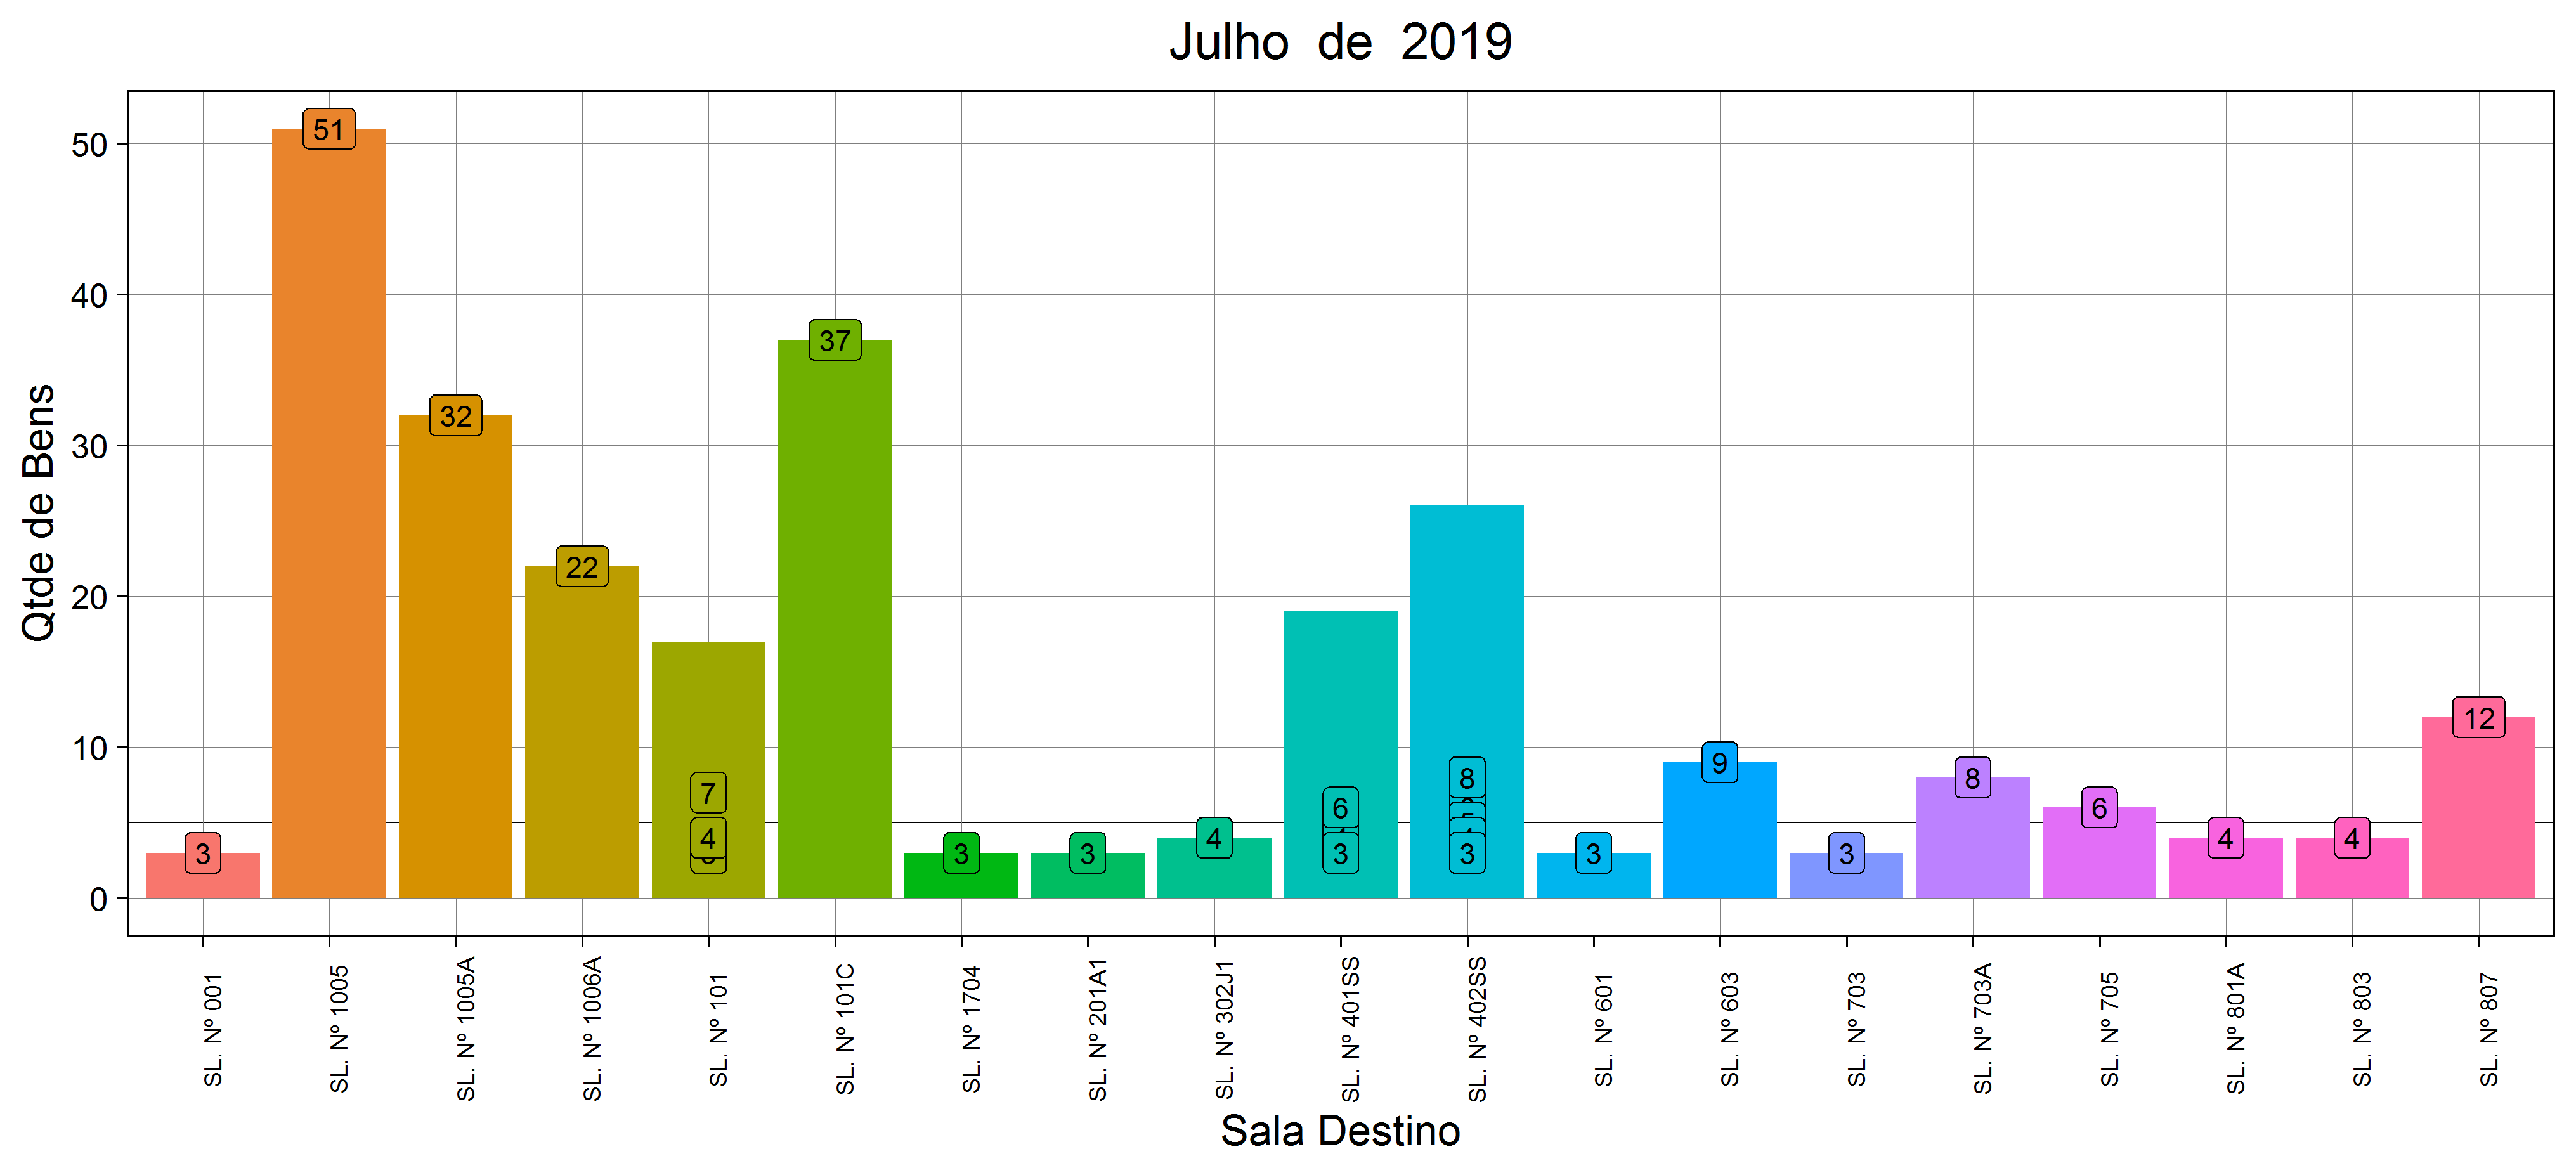 Julho de 2019
Qtde de Bens
50
40
30
20
10
0
3
51
32
22
7
4
37
3
3
4
6
3
8
3
3
9
3
8
6
4
4
12
SL. Nº 001
SL. Nº 1005
SL. Nº 1005A
SL. Nº 1006A
SL. Nº 101
SL. Nº 101C
SL. Nº 1704
SL. Nº 201A1
SL. Nº 302J1
SL. Nº 401SS
SL. Nº 402SS
SL. Nº 601
SL. Nº 603
SL. Nº 703
SL. Nº 703A
SL. Nº 705
SL. Nº 801A
SL. Nº 803
SL. Nº 807
Sala Destino